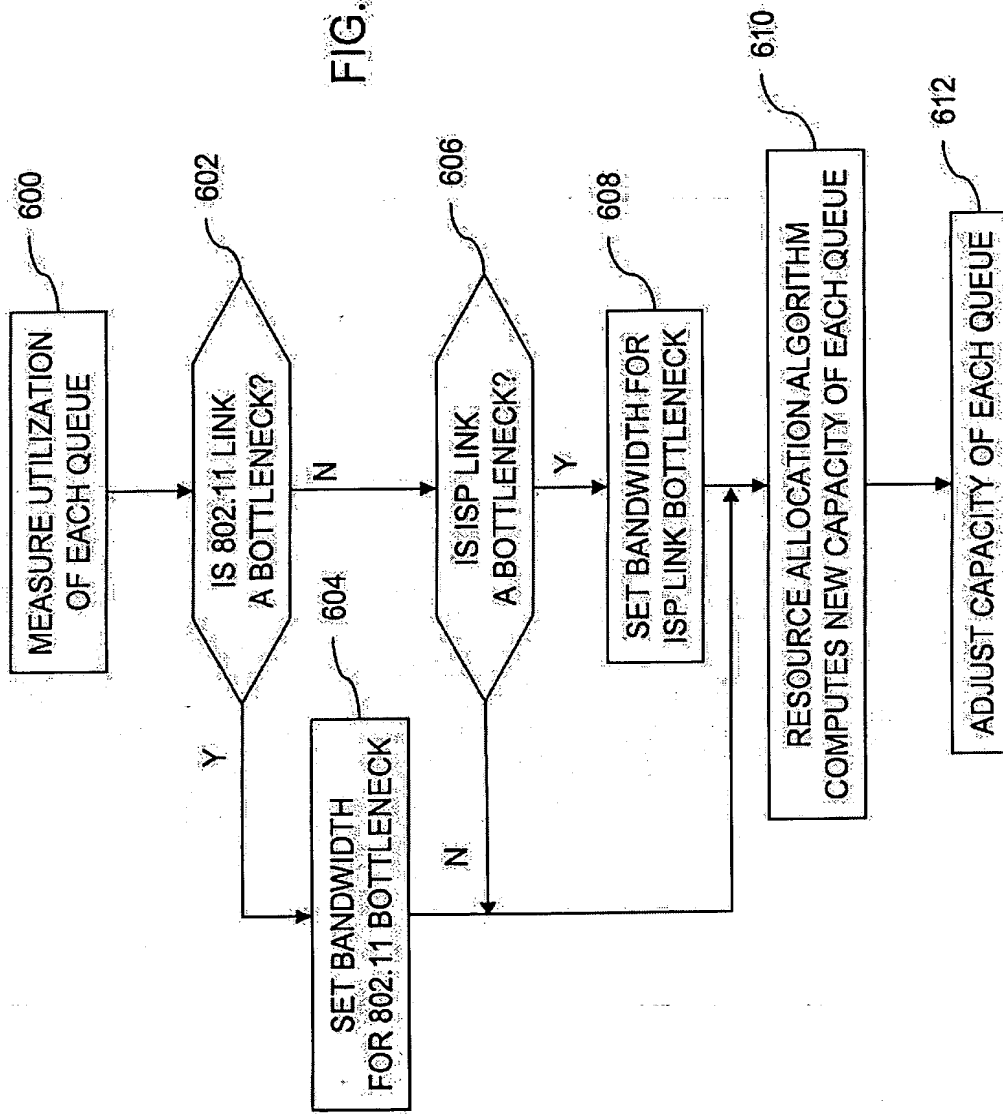 600
MEASURE UTILIZATION
OF EACH QUEUE
602
IS 802.11 LINK
A BOTTLENECK?
Y
N
604
SET BANDWIDTH
FOR 802.11 BOTTLENECK
606
IS ISP LINK
A BOTTLENECK?
N
Y
608
SET BANDWIDTH FOR
ISP LINK BOTTLENECK
610
RESOURCE ALLOCATION ALGORITHM
COMPUTES NEW CAPACITY OF EACH QUEUE
612
ADJUST CAPACITY OF EACH QUEUE
FIG.